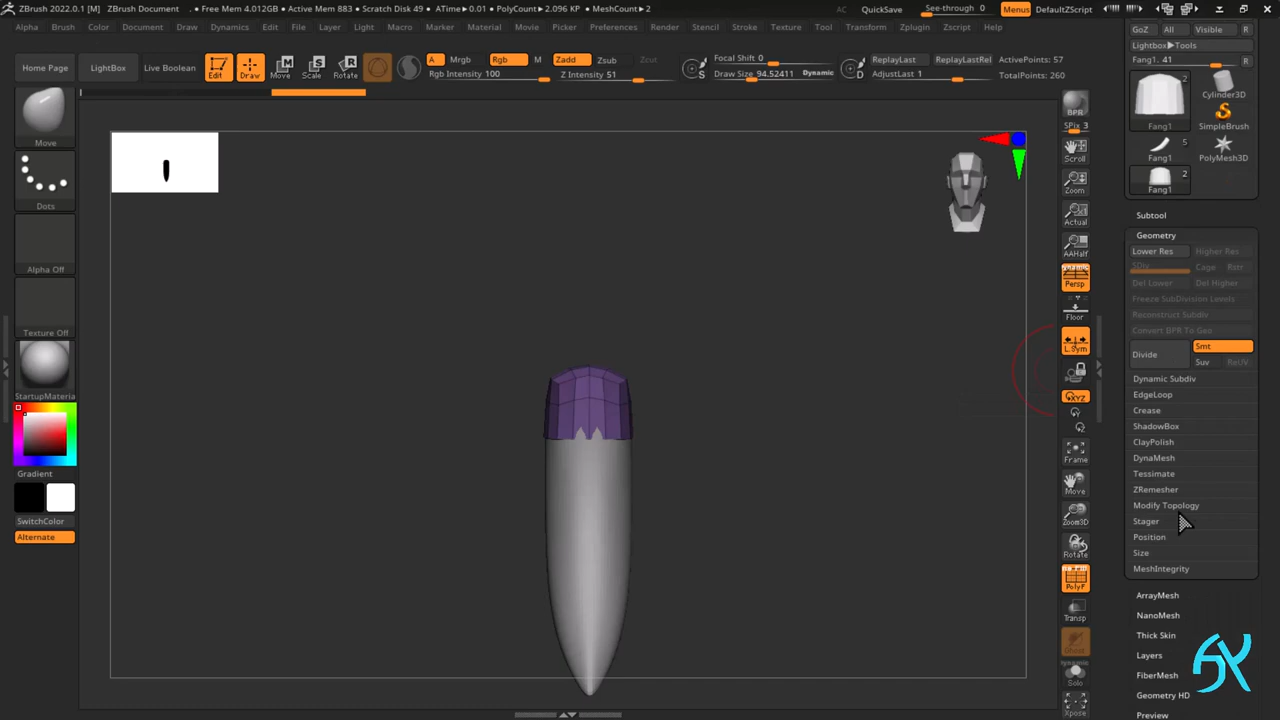 ZBrush 2022.0.1 [M] ZBrush Document . • Free Mem 4.012GB • Active Mem 883 • Scratch Disk 49 • ATime▸0.01 • PolyCount▸2.096 KP • MeshCount▸2 AC QuickSave See-through 0 Menus DefaultZScript
Alpha Brush Color Document Draw Dynamics Edit File Layer Light Macro Marker Material Movie Picker Preferences Render Stencil Stroke Texture Tool Transform Zplugin Zscript Help
Home Page LightBox Live Boolean Edit Draw Move Scale Rotate
A Mrgb Rgb M Zadd Zsub Zcut
Rgb Intensity 100 Z Intensity 51
Focal Shift 0
Draw Size 94.52411 Dynamic
S D
ReplayLast ReplayLastRel
AdjustLast 1
ActivePoints: 57
TotalPoints: 260
Move
Dots
Alpha Off
Texture Off
StartupMateria
Gradient
SwitchColor
Alternate
BPR
SPix 3
Scroll
Zoom
Actual
AAHalf
Dynamic
Persp
Floor
L.Sym
XYZ
Y
Z
Frame
Move
Zoom3D
Rotate
PolyF
Transp
Ghost
Dynamic
Solo
Xpose
GoZ All Visible R
Lightbox▸Tools
Fang1. 41 R
2
Fang1 Cylinder3D
SimpleBrush
5
Fang1 PolyMesh3D
2
Fang1
Subtool
Geometry
Lower Res Higher Res
SDiv Cage Rstr
Del Lower Del Higher
Freeze SubDivision Levels
Reconstruct Subdiv
Convert BPR To Geo
Divide Smt
Suv ReUV
Dynamic Subdiv
EdgeLoop
Crease
ShadowBox
ClayPolish
DynaMesh
Tessimate
ZRemesher
Modify Topology
Stager
Position
Size
MeshIntegrity
ArrayMesh
NanoMesh
Thick Skin
Layers
FiberMesh
Geometry HD
Preview